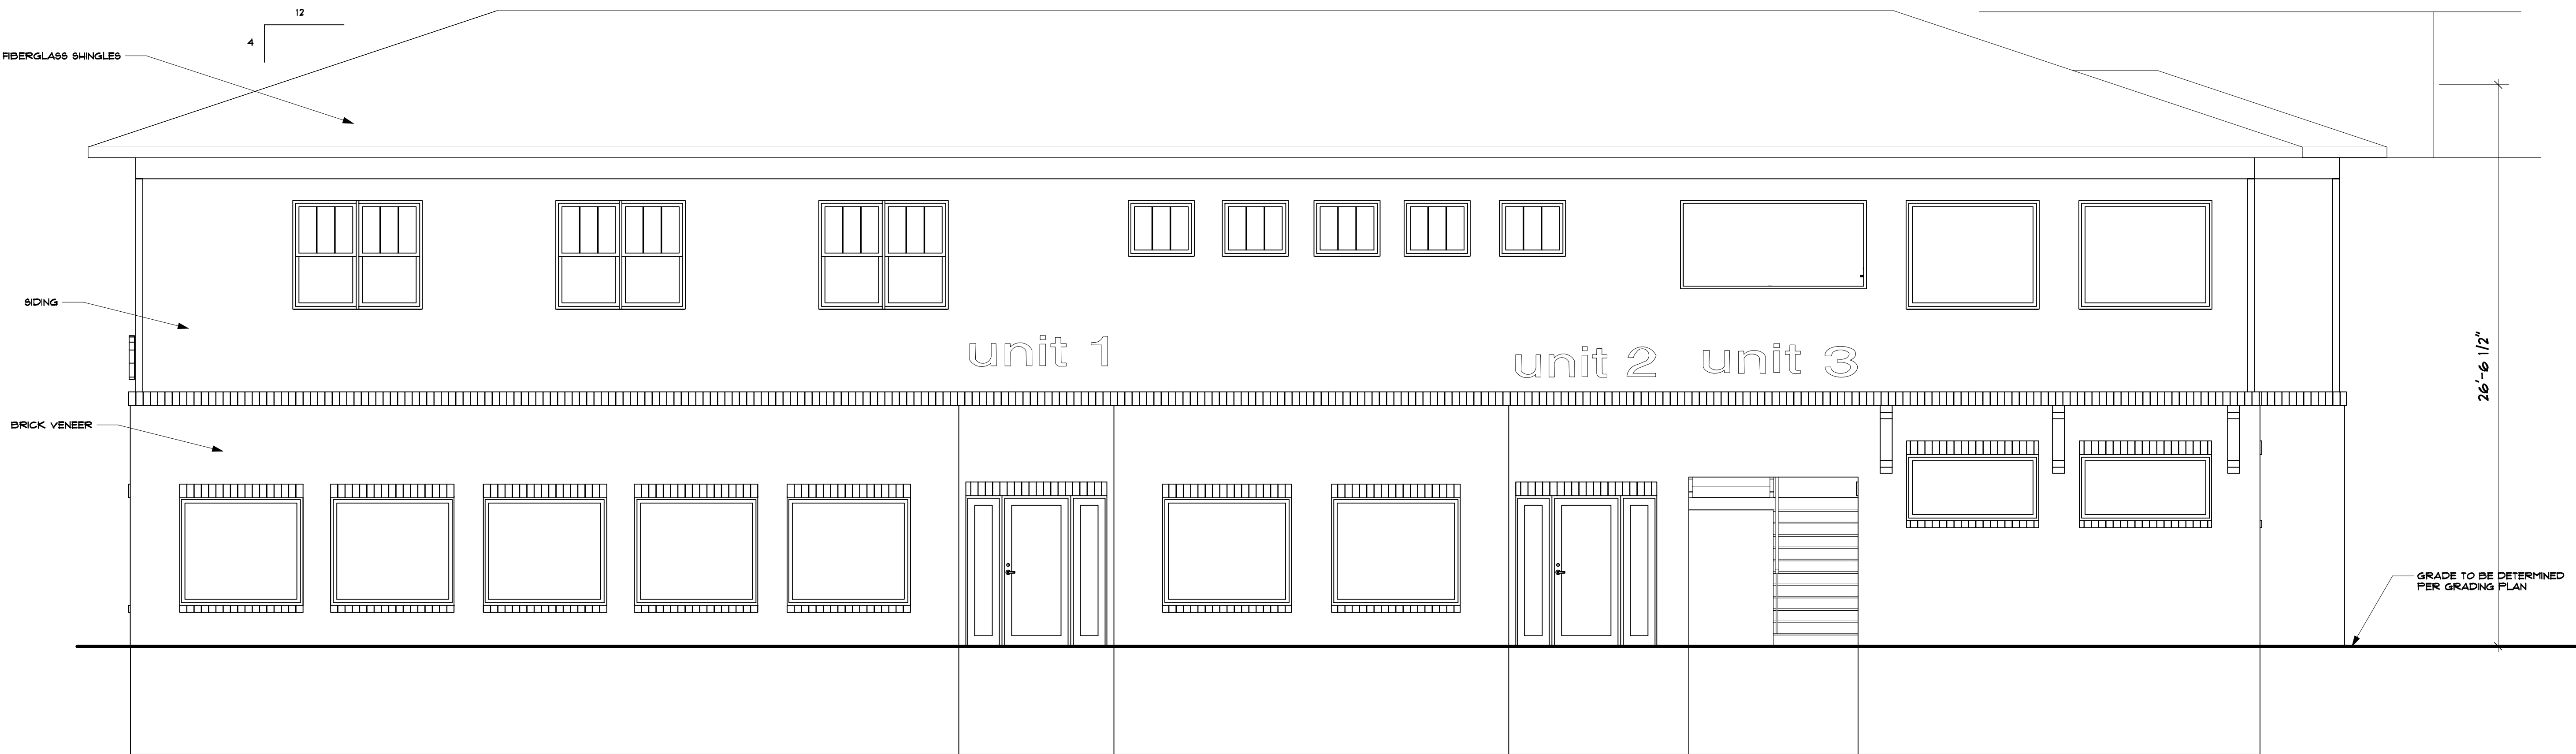 12
4
FIBERGLASS SHINGLES
SIDING
unit 1
unit 2
unit 3
26'-6 1/2"
BRICK VENEER
GRADE TO BE DETERMINED
PER GRADING PLAN